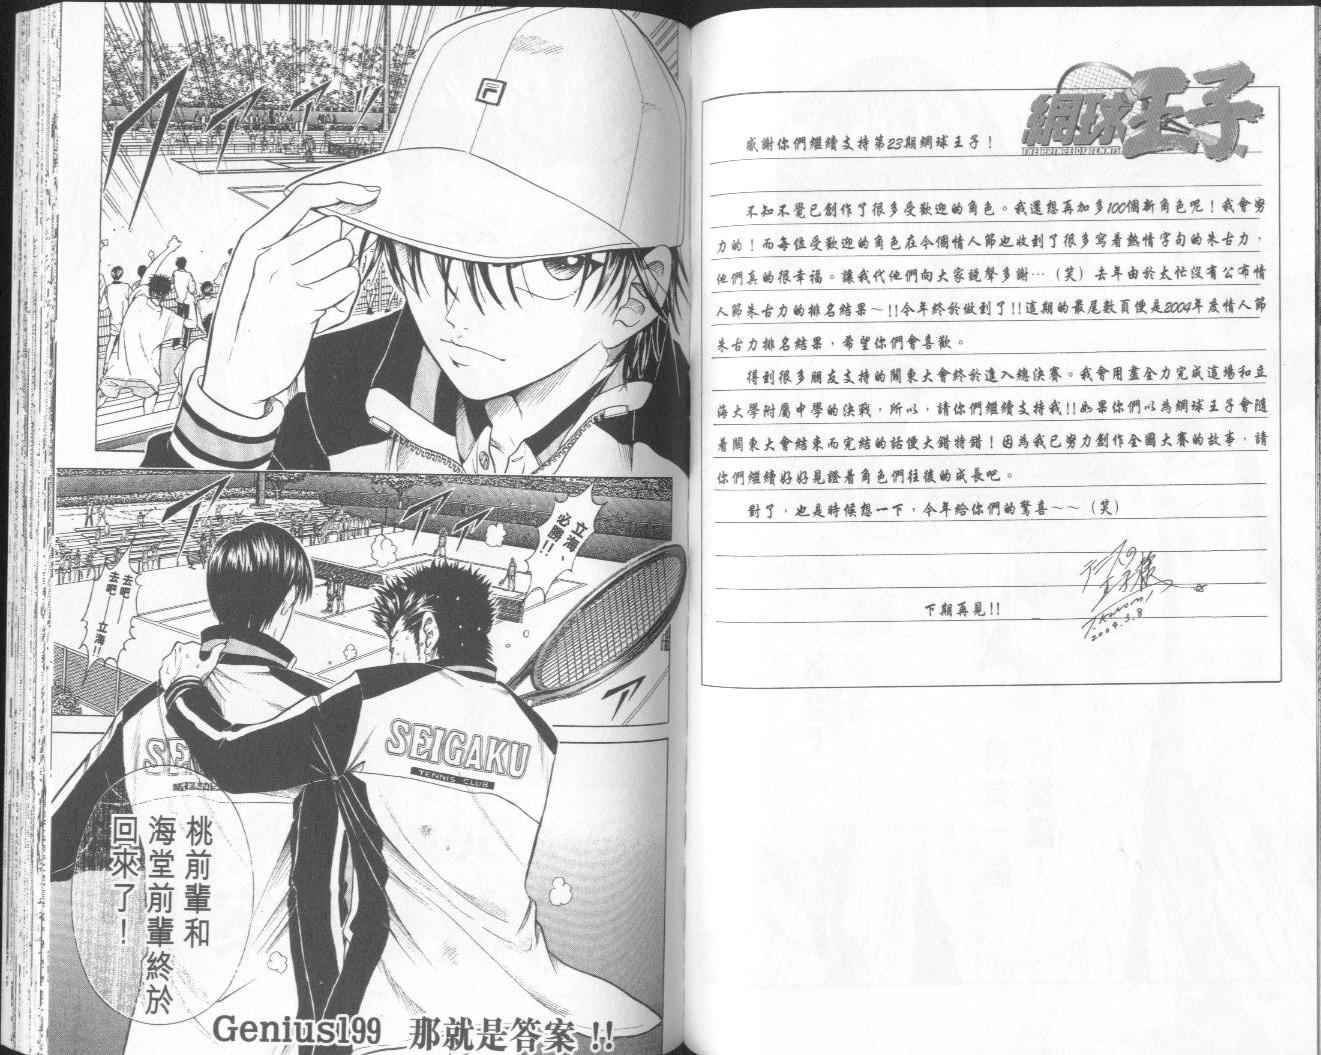 網球王子
感謝你們繼續支持第23期網球王子！
不知不覺已創作了很多受歡迎的角色。我還想再加多100個新角色呢！我會努
力的！而每位受歡迎的角色在今個情人節也收到了很多寫着熱情字句的朱古力，
他們真的很幸福。讓我代他們向大家說聲多謝…（笑）去年由於太忙沒有公布情
人節朱古力的排名結果～!!今年終於做到了!!這期的最尾數頁便是2004年度情人節
朱古力排名結果，希望你們會喜歡。
得到很多朋友支持的關東大會終於進入總決賽。我會用盡全力完成這場和立
海大學附屬中學的決戰，所以，請你們繼續支持我!!如果你們以為網球王子會隨
着關東大會結束而完結的話便大錯特錯！因為我已努力創作全國大賽的故事，請
你們繼續好好見證着角色們往後的成長吧。
對了，也是時候想一下，今年給你們的驚喜～～（笑）
下期再見!!
2004.3.8
立海、
必勝!!
去吧——
去吧——立海!!
SEIGAKU
TENNIS CLUB
桃前輩和
海堂前輩終於
回來了！
Genius199 那就是答案!!